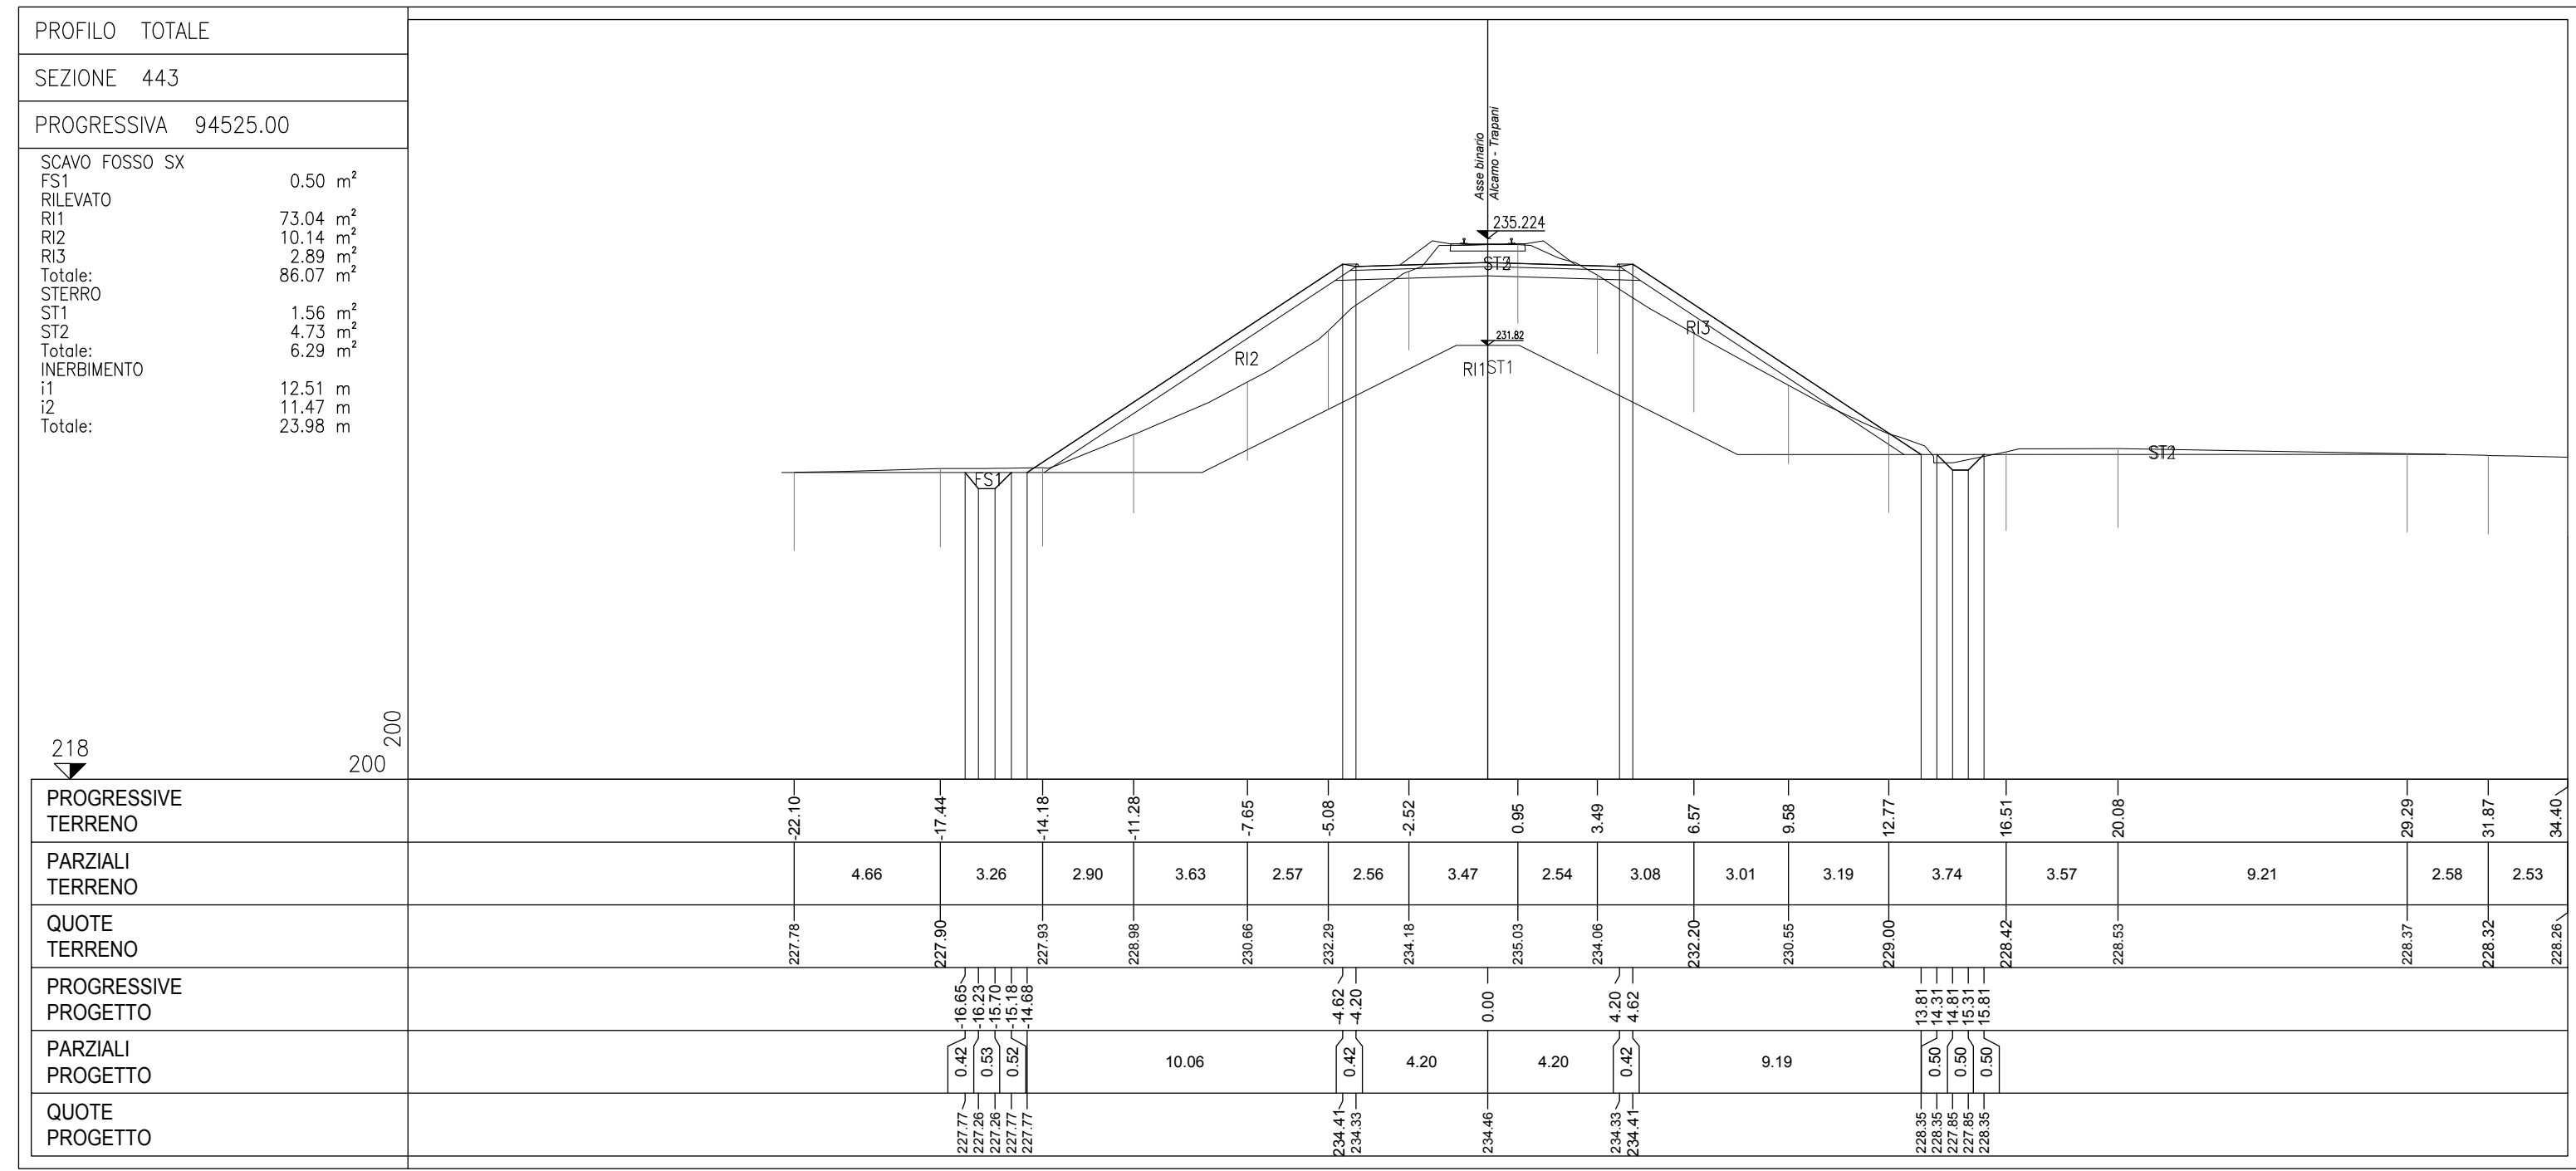 PROFILO TOTALE
SEZIONE 443
PROGRESSIVA 94525.00
SCAVO FOSSO SX
FS1 0.50 m²
RILEVATO
RI1 73.04 m²
RI2 10.14 m²
RI3 2.89 m²
Totale: 86.07 m²
STERRO
ST1 1.56 m²
ST2 4.73 m²
Totale: 6.29 m²
INERBIMENTO
i1 12.51 m
i2 11.47 m
Totale: 23.98 m
Asse binario
Alcamo - Trapani
235.224
231.82
RI3
RI2
RI1 ST1
FS1
218
200
200
PROGRESSIVE TERRENO
-22.10 -17.44 -14.18 -11.28 -7.65 -5.08 -2.52 0.95 3.49 6.57 9.58 12.77 16.51 20.08 29.29 31.87 34.40
PARZIALI TERRENO
4.66 3.26 2.90 3.63 2.57 2.56 3.47 2.54 3.08 3.01 3.19 3.74 3.57 9.21 2.58 2.53
QUOTE TERRENO
227.78 227.90 227.93 228.98 230.66 232.29 234.18 235.03 234.06 232.20 230.55 229.00 228.42 228.53 228.37 228.32 228.26
PROGRESSIVE PROGETTO
-16.65 -16.23 -15.70 -15.18 -14.68 -4.62 -4.20 0.00 4.20 4.62 13.81 14.31 14.81 15.31 15.81
PARZIALI PROGETTO
0.42 0.53 0.52 10.06 0.42 4.20 4.20 0.42 9.19 0.50 0.50 0.50
QUOTE PROGETTO
227.77 227.26 227.26 227.77 227.77 234.41 234.33 234.46 234.33 234.41 228.35 228.35 227.85 227.85 228.35